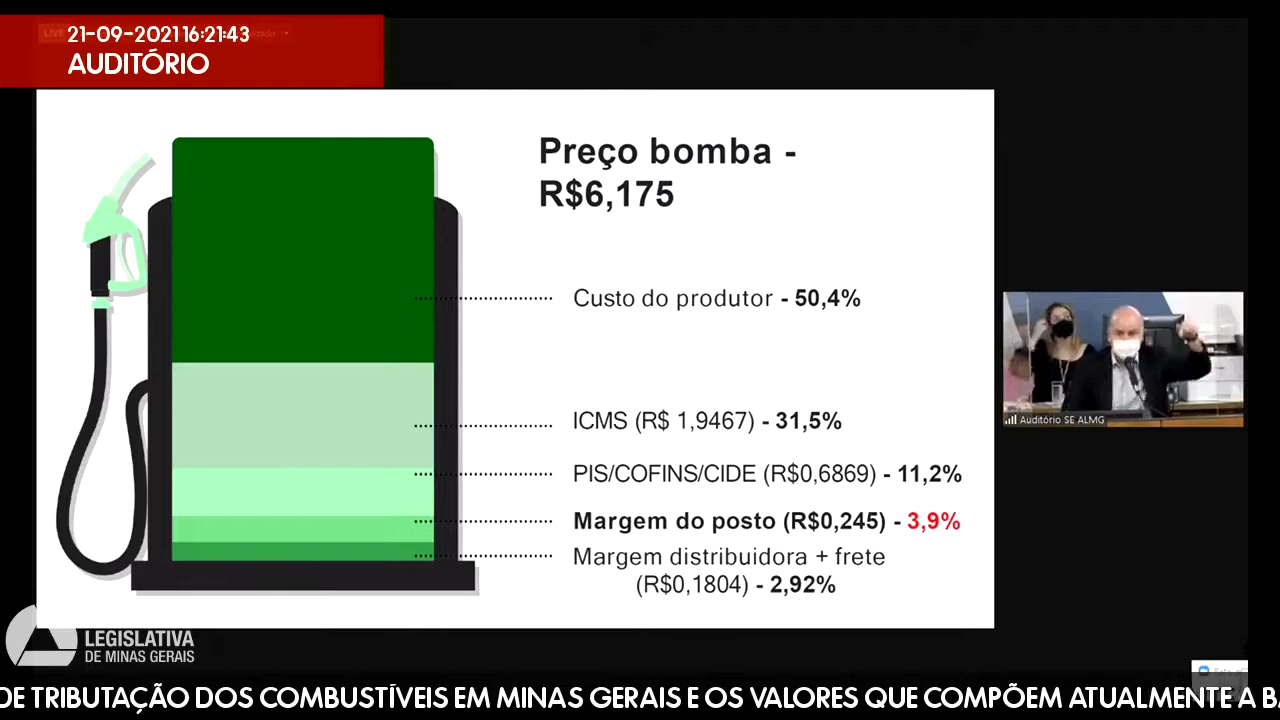 LIVE
21-09-2021 16:21:43
AUDITÓRIO
Preço bomba -
R$6,175
Custo do produtor - 50,4%
ICMS (R$ 1,9467) - 31,5%
PIS/COFINS/CIDE (R$0,6869) - 11,2%
Margem do posto (R$0,245) - 3,9%
Margem distribuidora + frete
(R$0,1804) - 2,92%
Auditório SE ALMG
LEGISLATIVA
DE MINAS GERAIS
DE TRIBUTAÇÃO DOS COMBUSTÍVEIS EM MINAS GERAIS E OS VALORES QUE COMPÕEM ATUALMENTE A B